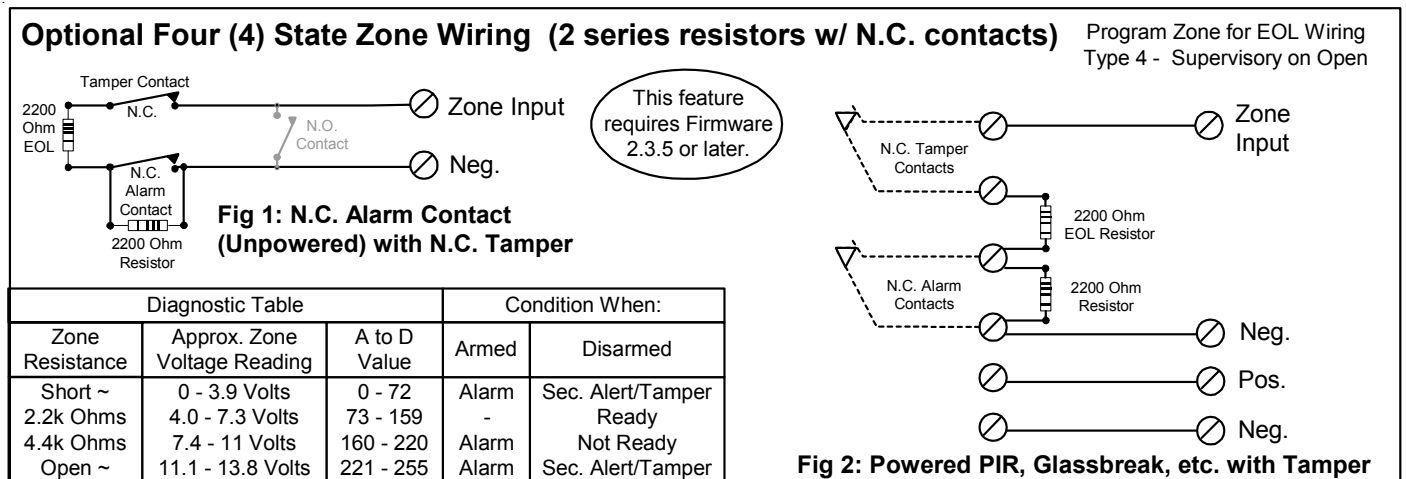 Optional Four (4) State Zone Wiring (2 series resistors w/ N.C. contacts)
Program Zone for EOL Wiring
Type 4 - Supervisory on Open
Tamper Contact
N.C.
2200
Ohm
EOL
N.O.
Contact
Zone Input
Neg.
N.C.
Alarm
Contact
2200 Ohm
Resistor
Fig 1: N.C. Alarm Contact
(Unpowered) with N.C. Tamper
This feature
requires Firmware
2.3.5 or later.
Zone
Input
N.C. Tamper
Contacts
2200 Ohm
EOL Resistor
N.C. Alarm
Contacts
2200 Ohm
Resistor
Neg.
Pos.
Neg.
Fig 2: Powered PIR, Glassbreak, etc. with Tamper
Diagnostic Table Condition When:
Zone Resistance Approx. Zone Voltage Reading A to D Value Armed Disarmed
Short ~ 0 - 3.9 Volts 0 - 72 Alarm Sec. Alert/Tamper
2.2k Ohms 4.0 - 7.3 Volts 73 - 159 - Ready
4.4k Ohms 7.4 - 11 Volts 160 - 220 Alarm Not Ready
Open ~ 11.1 - 13.8 Volts 221 - 255 Alarm Sec. Alert/Tamper